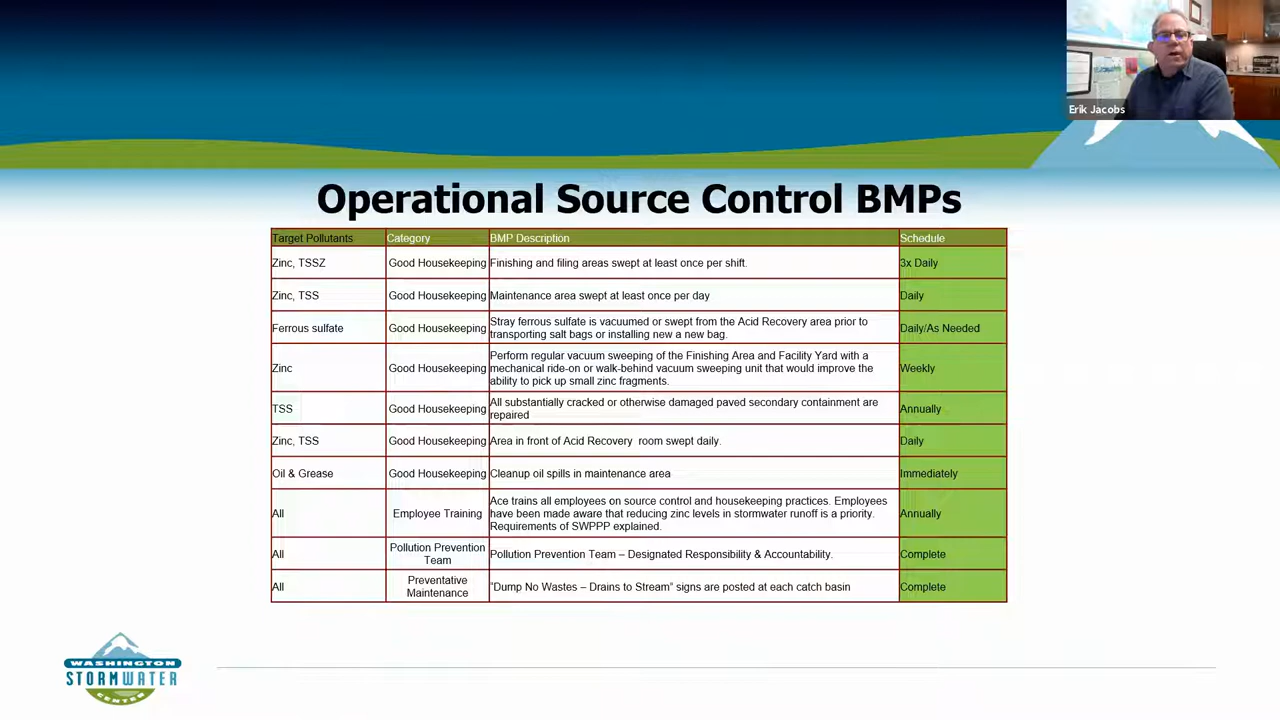 Erik Jacobs
Operational Source Control BMPs
Target Pollutants Category BMP Description Schedule
Zinc, TSSZ Good Housekeeping Finishing and filing areas swept at least once per shift. 3x Daily
Zinc, TSS Good Housekeeping Maintenance area swept at least once per day Daily
Ferrous sulfate Good Housekeeping Stray ferrous sulfate is vacuumed or swept from the Acid Recovery area prior to
transporting salt bags or installing new a new bag. Daily/As Needed
Zinc Good Housekeeping Perform regular vacuum sweeping of the Finishing Area and Facility Yard with a
mechanical ride-on or walk-behind vacuum sweeping unit that would improve the
ability to pick up small zinc fragments. Weekly
TSS Good Housekeeping All substantially cracked or otherwise damaged paved secondary containment are
repaired Annually
Zinc, TSS Good Housekeeping Area in front of Acid Recovery room swept daily. Daily
Oil & Grease Good Housekeeping Cleanup oil spills in maintenance area Immediately
All Employee Training Ace trains all employees on source control and housekeeping practices. Employees
have been made aware that reducing zinc levels in stormwater runoff is a priority.
Requirements of SWPPP explained. Annually
All Pollution Prevention
Team Pollution Prevention Team – Designated Responsibility & Accountability. Complete
All Preventative
Maintenance "Dump No Wastes – Drains to Stream" signs are posted at each catch basin Complete
WASHINGTON
STORMWATER
CENTER